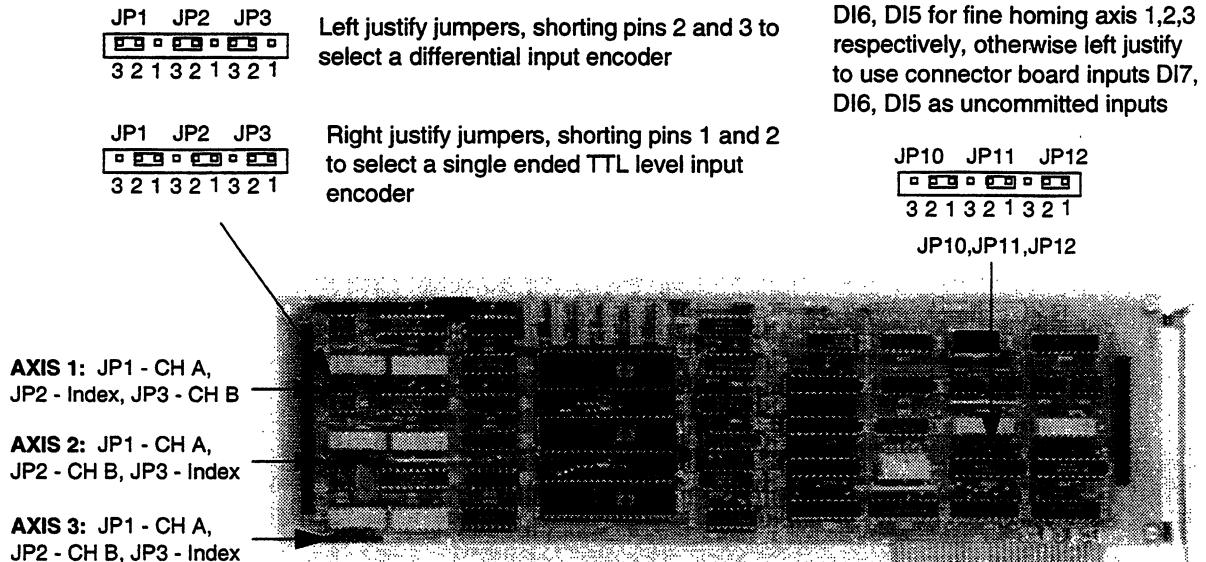 JP1 JP2 JP3
3 2 1 3 2 1 3 2 1
Left justify jumpers, shorting pins 2 and 3 to
select a differential input encoder
JP1 JP2 JP3
3 2 1 3 2 1 3 2 1
Right justify jumpers, shorting pins 1 and 2
to select a single ended TTL level input
encoder
DI6, DI5 for fine homing axis 1,2,3
respectively, otherwise left justify
to use connector board inputs DI7,
DI6, DI5 as uncommitted inputs
JP10 JP11 JP12
3 2 1 3 2 1 3 2 1
JP10,JP11,JP12
AXIS 1: JP1 - CH A,
JP2 - Index, JP3 - CH B
AXIS 2: JP1 - CH A,
JP2 - CH B, JP3 - Index
AXIS 3: JP1 - CH A,
JP2 - CH B, JP3 - Index